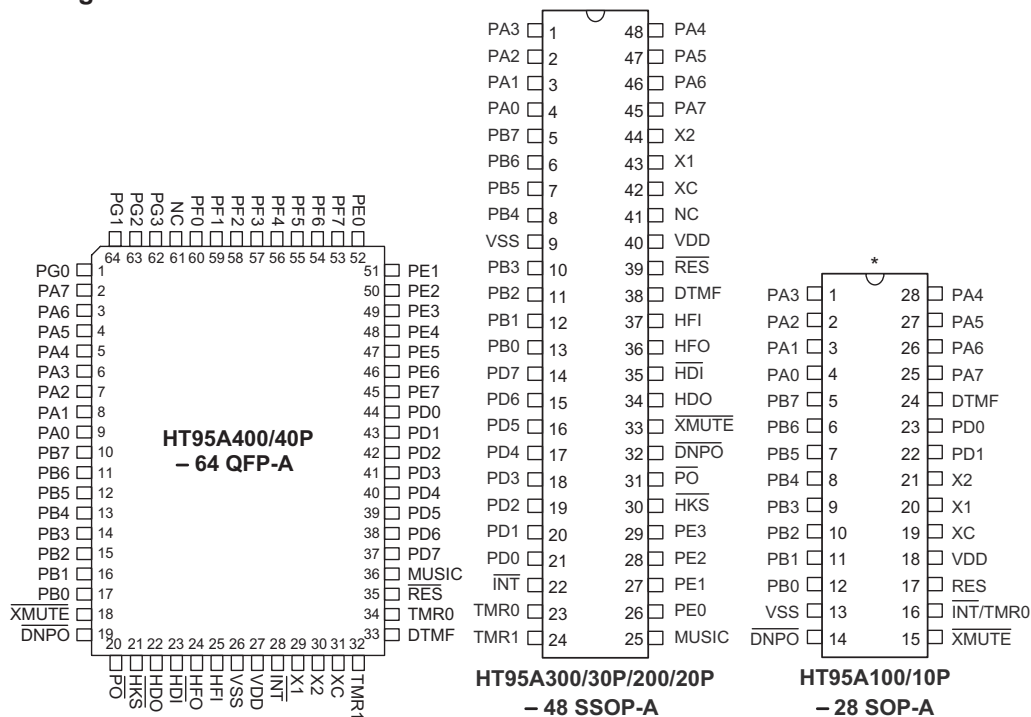 PG1 PG2 PG3 NC PF0 PF1 PF2 PF3 PF4 PF5 PF6 PF7 PE0
64 63 62 61 60 59 58 57 56 55 54 53 52
PG0 1 51 PE1
PA7 2 50 PE2
PA6 3 49 PE3
PA5 4 48 PE4
PA4 5 47 PE5
PA3 6 46 PE6
PA2 7 45 PE7
PA1 8 44 PD0
PA0 9 43 PD1
PB7 10 42 PD2
PB6 11 41 PD3
PB5 12 40 PD4
PB4 13 39 PD5
PB3 14 38 PD6
PB2 15 37 PD7
PB1 16 36 MUSIC
PB0 17 35 RES
XMUTE 18 34 TMR0
DNPO 19 33 DTMF
20 21 22 23 24 25 26 27 28 29 30 31 32
PO HKS HDO HDI HFO HFI VSS VDD INT X1 X2 XC TMR1
HT95A400/40P
– 64 QFP-A
PA3 1 48 PA4
PA2 2 47 PA5
PA1 3 46 PA6
PA0 4 45 PA7
PB7 5 44 X2
PB6 6 43 X1
PB5 7 42 XC
PB4 8 41 NC
VSS 9 40 VDD
PB3 10 39 RES
PB2 11 38 DTMF
PB1 12 37 HFI
PB0 13 36 HFO
PD7 14 35 HDI
PD6 15 34 HDO
PD5 16 33 XMUTE
PD4 17 32 DNPO
PD3 18 31 PO
PD2 19 30 HKS
PD1 20 29 PE3
PD0 21 28 PE2
INT 22 27 PE1
TMR0 23 26 PE0
TMR1 24 25 MUSIC
HT95A300/30P/200/20P
– 48 SSOP-A
*
PA3 1 28 PA4
PA2 2 27 PA5
PA1 3 26 PA6
PA0 4 25 PA7
PB7 5 24 DTMF
PB6 6 23 PD0
PB5 7 22 PD1
PB4 8 21 X2
PB3 9 20 X1
PB2 10 19 XC
PB1 11 18 VDD
PB0 12 17 RES
VSS 13 16 INT/TMR0
DNPO 14 15 XMUTE
HT95A100/10P
– 28 SOP-A